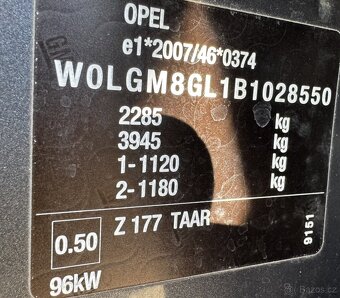 OPEL
e1*2007/46*0374
W0LGM8GL1B1028550
2285 kg
3945 kg
1-1120 kg
2-1180 kg
0.50 Z 177 TAAR 9151
96kW
GM
Bazos.cz